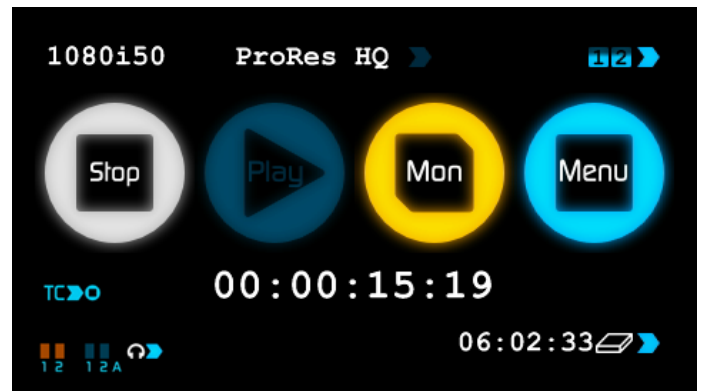 1080i50 ProRes HQ 12
Stop Play Mon Menu
TC 00:00:15:19
06:02:33
12 12A